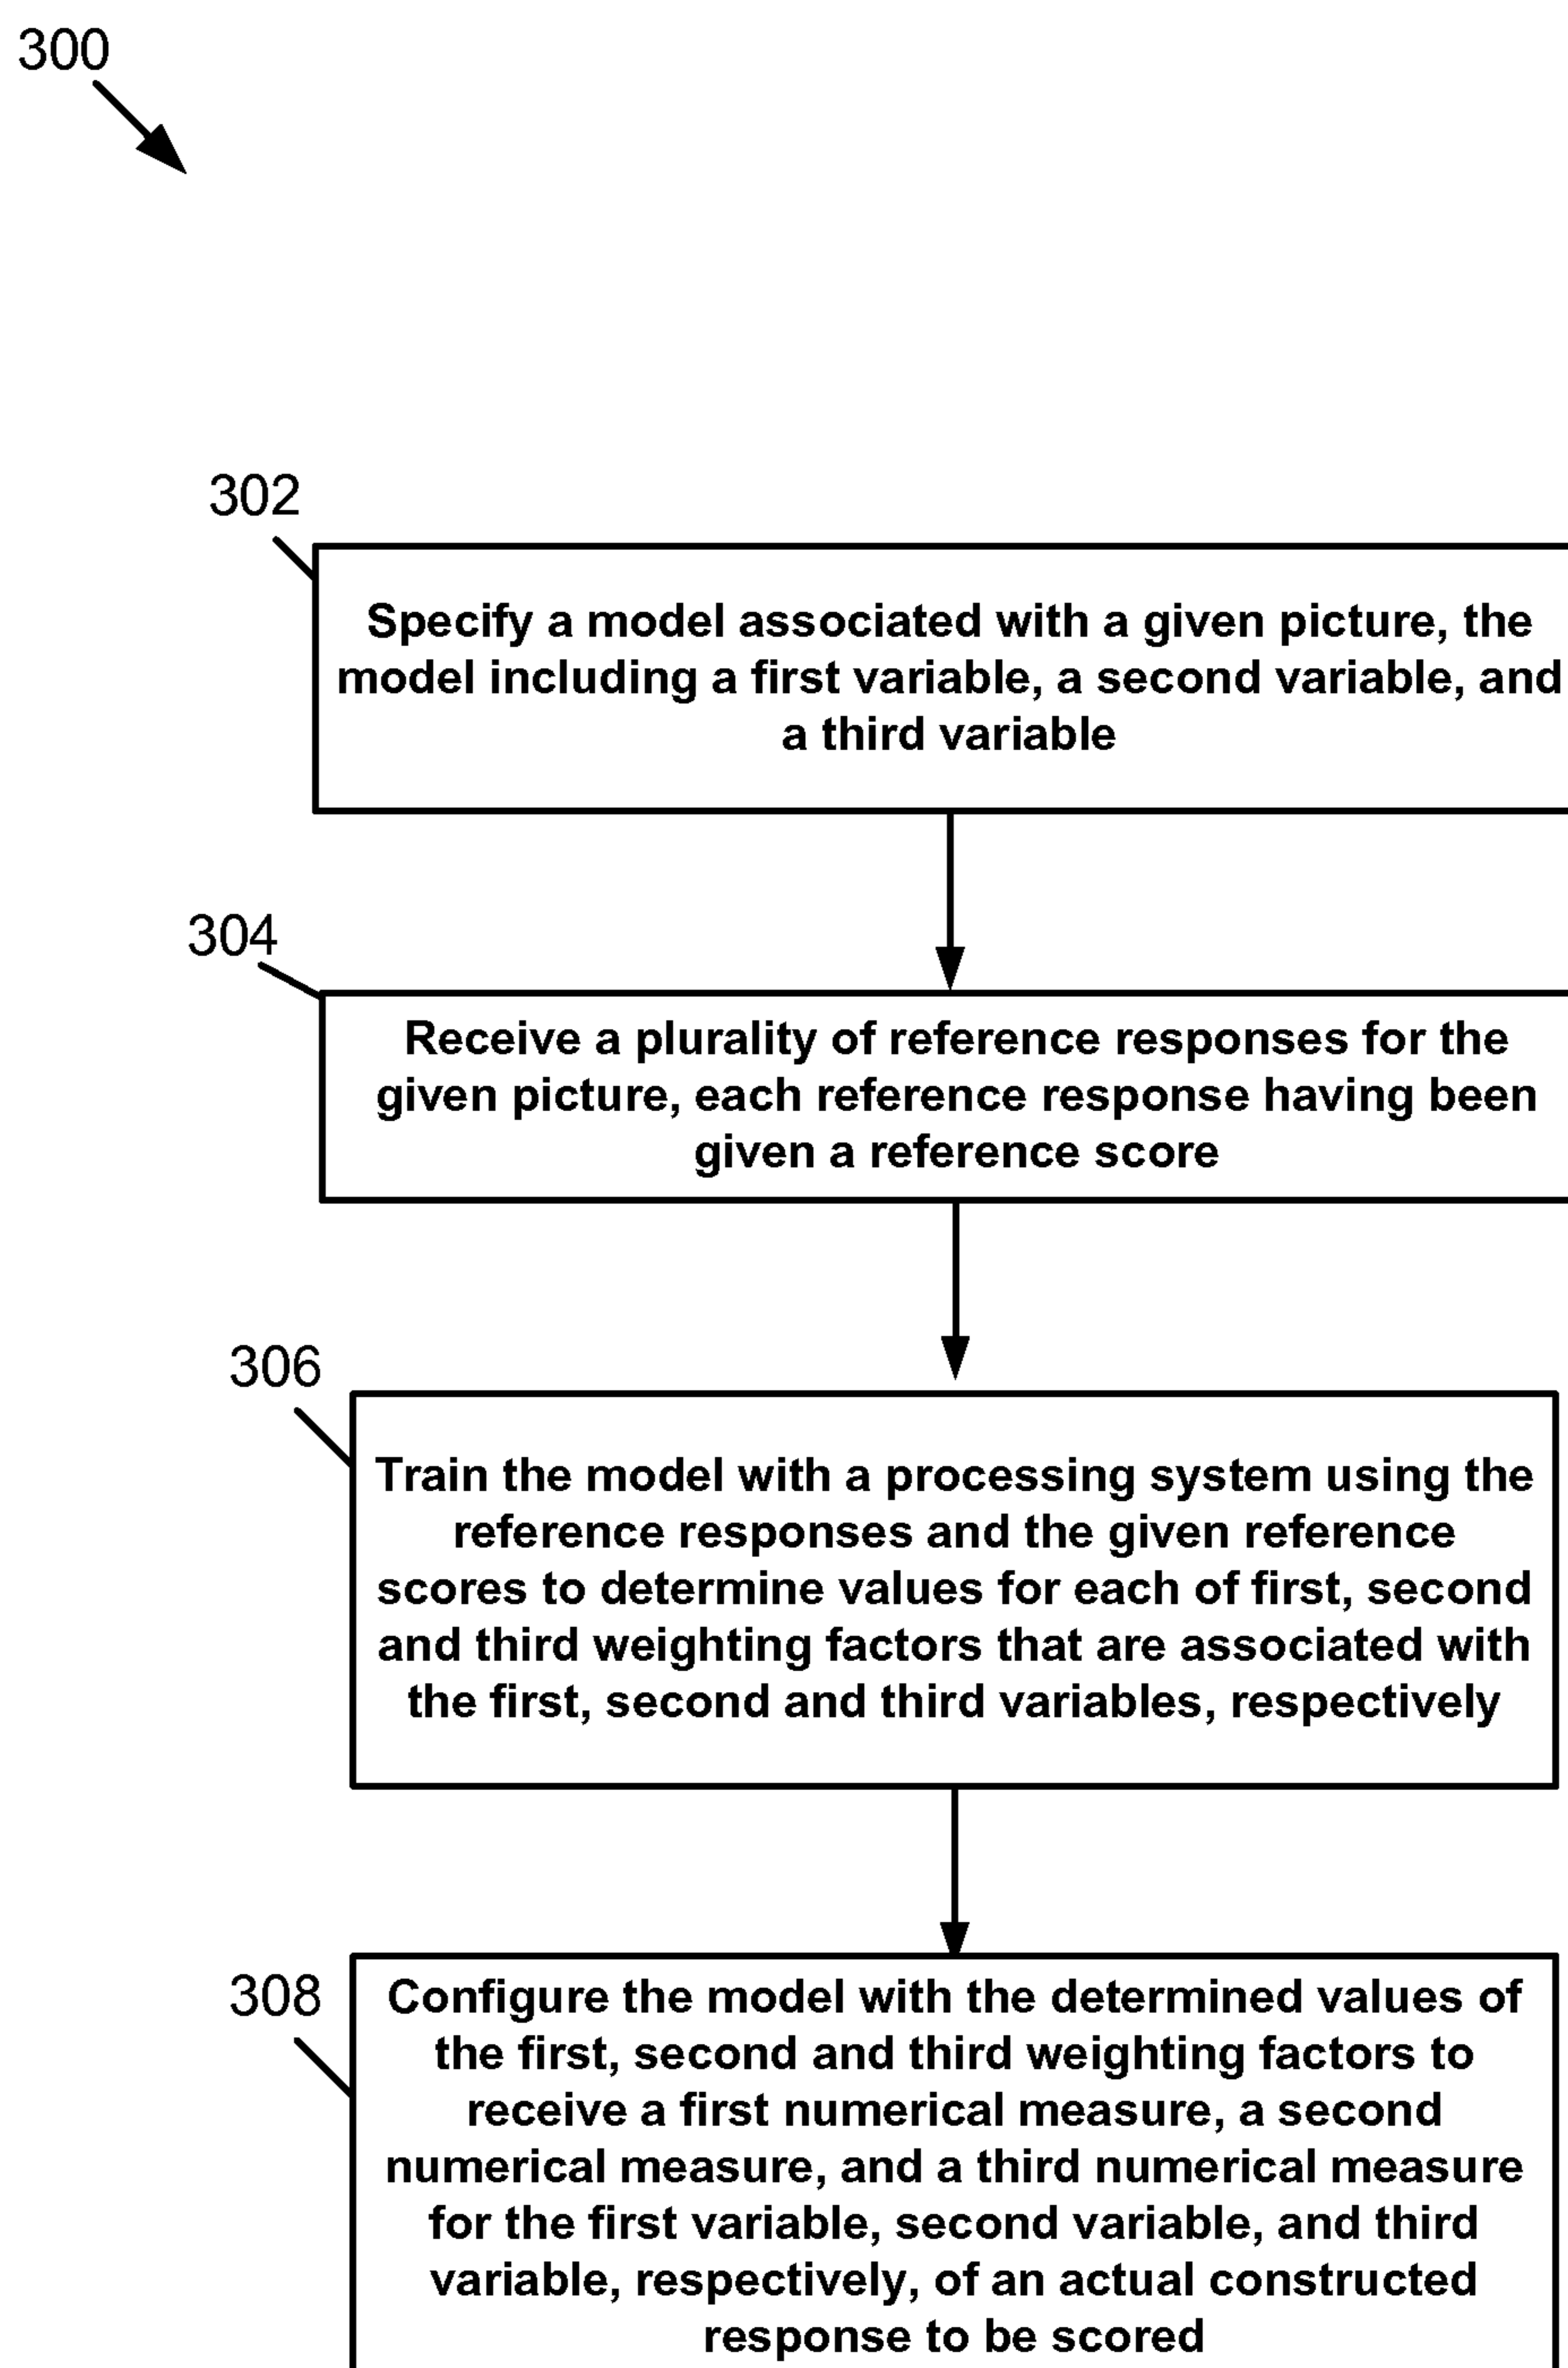 300
302
Specify a model associated with a given picture, the
model including a first variable, a second variable, and
a third variable
304
Receive a plurality of reference responses for the
given picture, each reference response having been
given a reference score
306
Train the model with a processing system using the
reference responses and the given reference
scores to determine values for each of first, second
and third weighting factors that are associated with
the first, second and third variables, respectively
308
Configure the model with the determined values of
the first, second and third weighting factors to
receive a first numerical measure, a second
numerical measure, and a third numerical measure
for the first variable, second variable, and third
variable, respectively, of an actual constructed
response to be scored